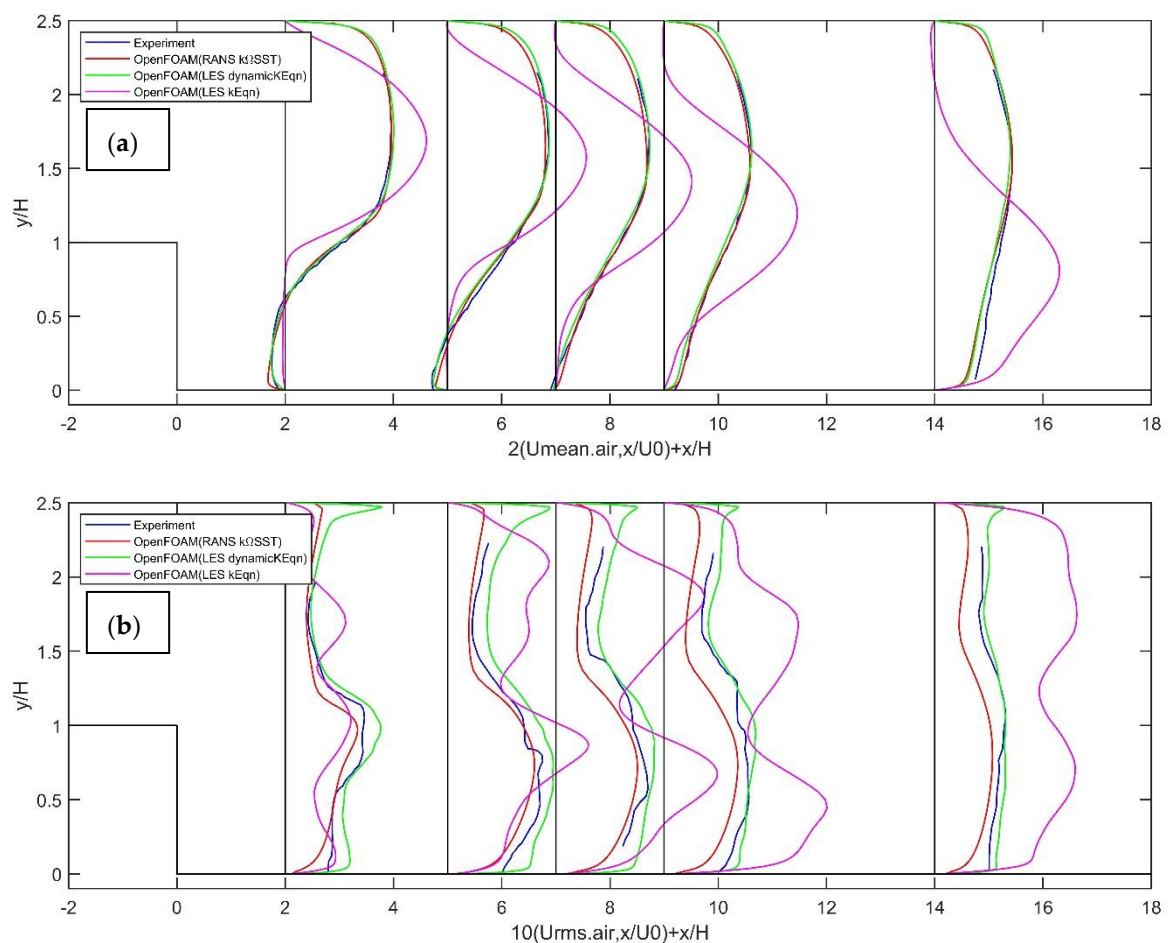 2.5
2
1.5
1
0.5
0
y/H
Experiment
OpenFOAM(RANS kΩSST)
OpenFOAM(LES dynamicKEqn)
OpenFOAM(LES kEqn)
(a)
-2 0 2 4 6 8 10 12 14 16 18
2(Umean.air,x/U0)+x/H
2.5
2
1.5
1
0.5
0
y/H
Experiment
OpenFOAM(RANS kΩSST)
OpenFOAM(LES dynamicKEqn)
OpenFOAM(LES kEqn)
(b)
-2 0 2 4 6 8 10 12 14 16 18
10(Urms.air,x/U0)+x/H